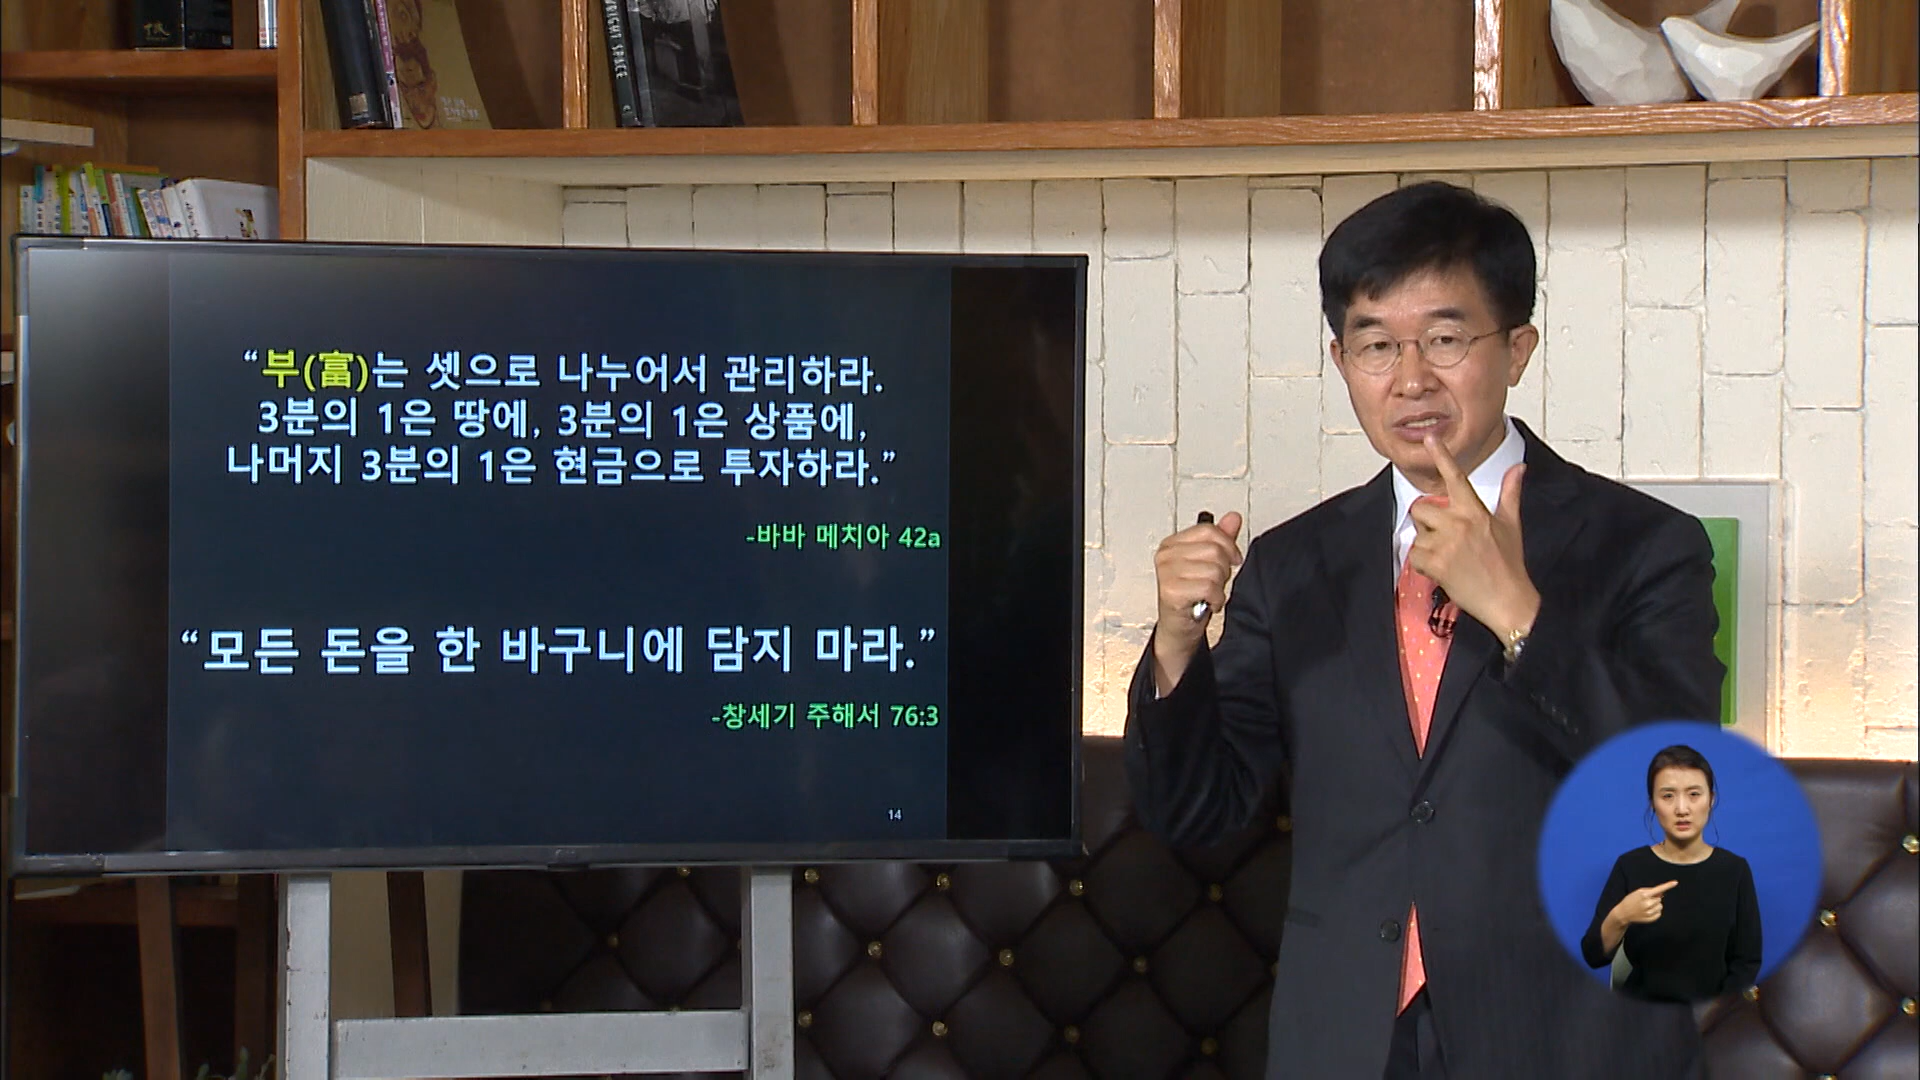 WRIGHT SPACE
“부(富)는 셋으로 나누어서 관리하라.
3분의 1은 땅에, 3분의 1은 상품에,
나머지 3분의 1은 현금으로 투자하라.”
-바바 메치아 42a
“모든 돈을 한 바구니에 담지 마라.”
-창세기 주해서 76:3
14